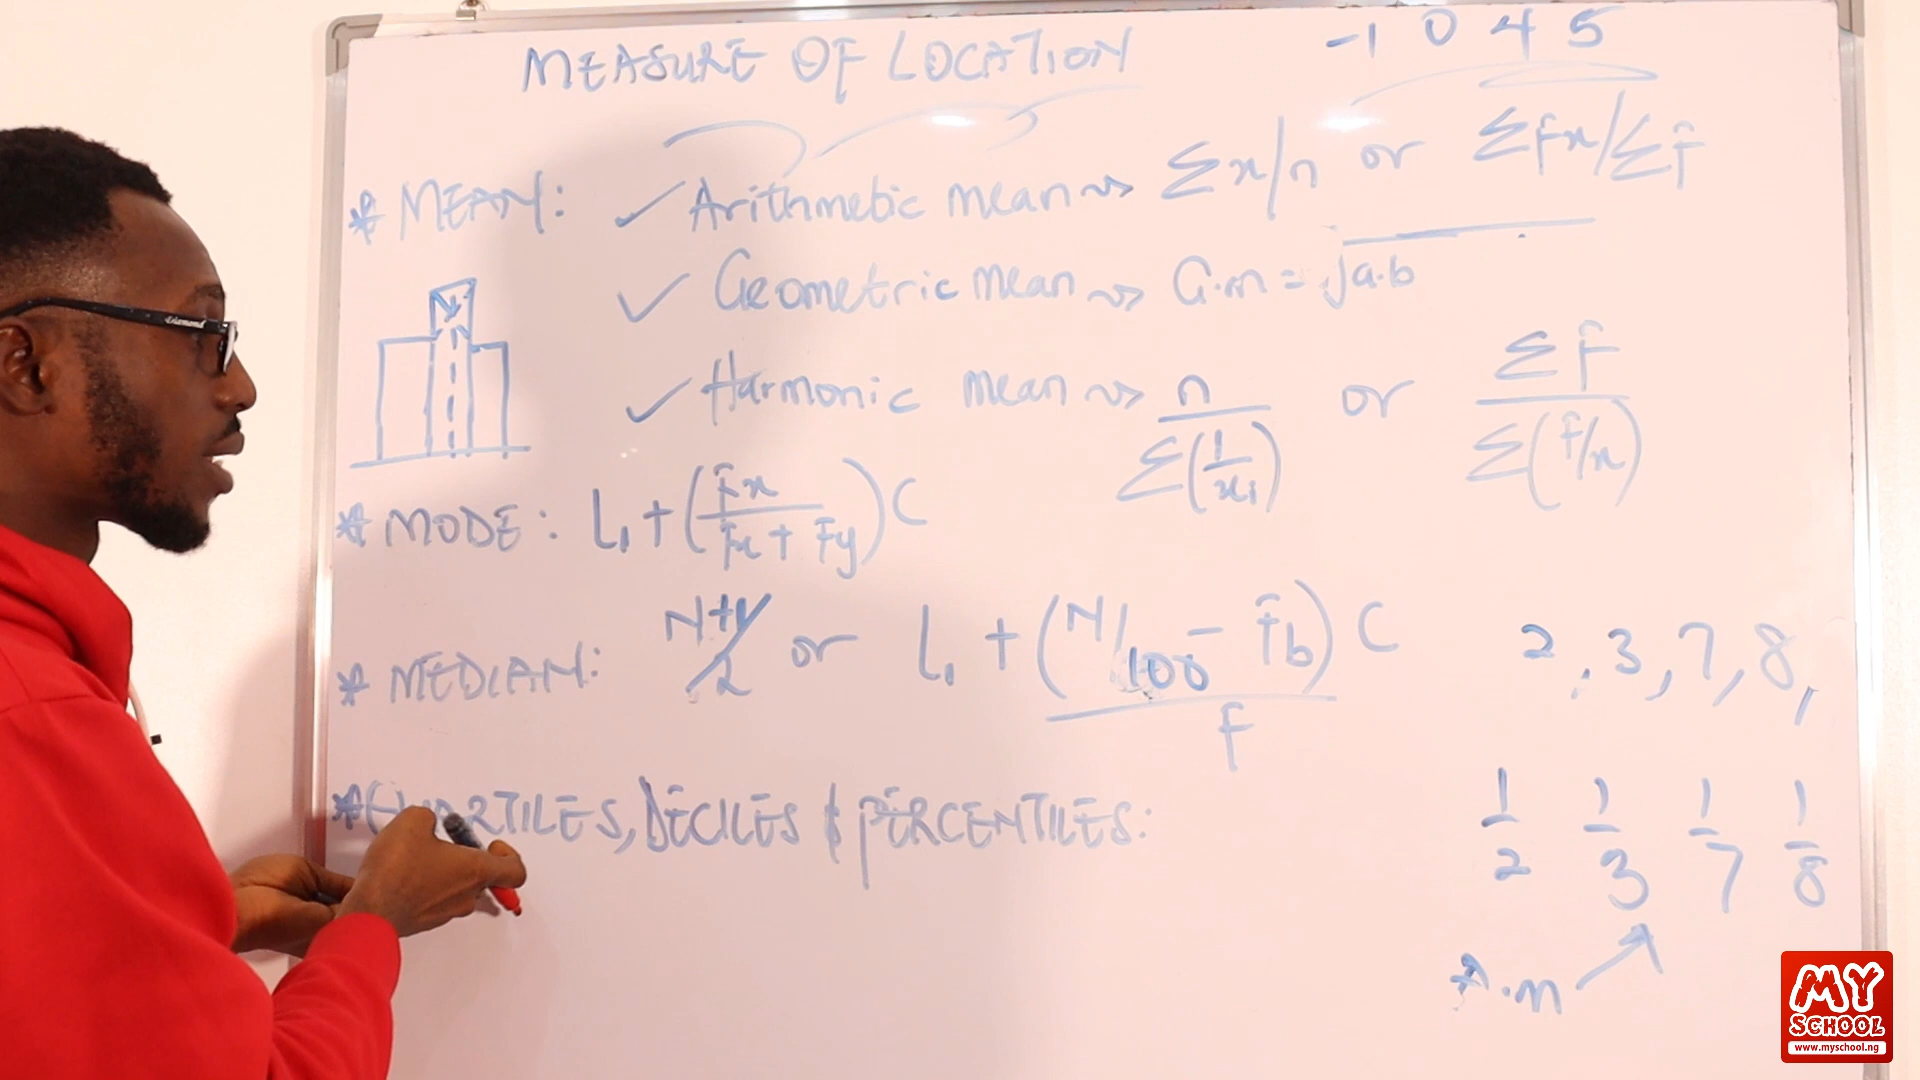 MEASURE OF LOCATION
-1 0 4 5
* MEAN: ✓ Arithmetic mean ~> Σx/n or Σfx/Σf
✓ Geometric mean ~> G.m = √a.b
✓ Harmonic mean ~> n/Σ(1/xi) or Σf/Σ(f/x)
* MODE: L1 + (Fx/Fx + Fy)C
* MEDIAN: N+1/2 or L1 + (N/100 - fb)C/F
2, 3, 7, 8,
* QUARTILES, DECILES & PERCENTILES:
1/2 1/3 1/7 1/8
A.m
Diamond
MY
SCHOOL
www.myschool.ng